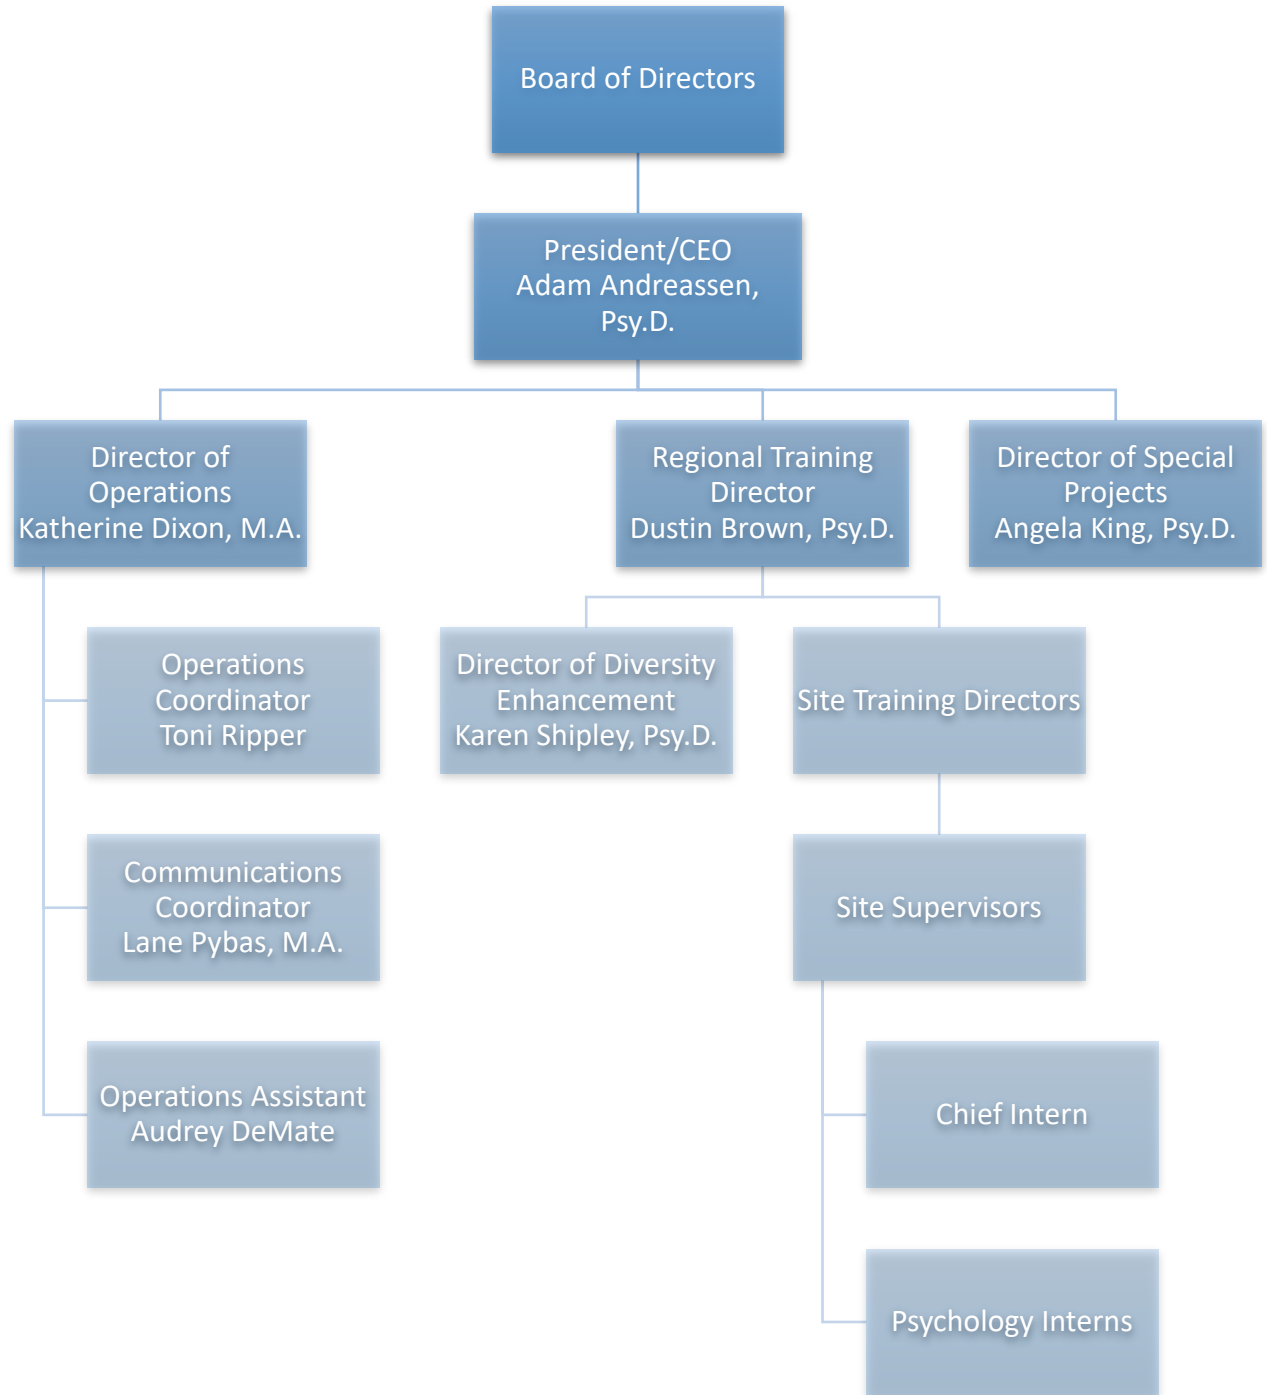 Board of Directors
President/CEO
Adam Andreassen,
Psy.D.
Director of
Operations
Katherine Dixon, M.A.
Regional Training
Director
Dustin Brown, Psy.D.
Director of Special
Projects
Angela King, Psy.D.
Operations
Coordinator
Toni Ripper
Director of Diversity
Enhancement
Karen Shipley, Psy.D.
Site Training Directors
Communications
Coordinator
Lane Pybas, M.A.
Site Supervisors
Operations Assistant
Audrey DeMate
Chief Intern
Psychology Interns